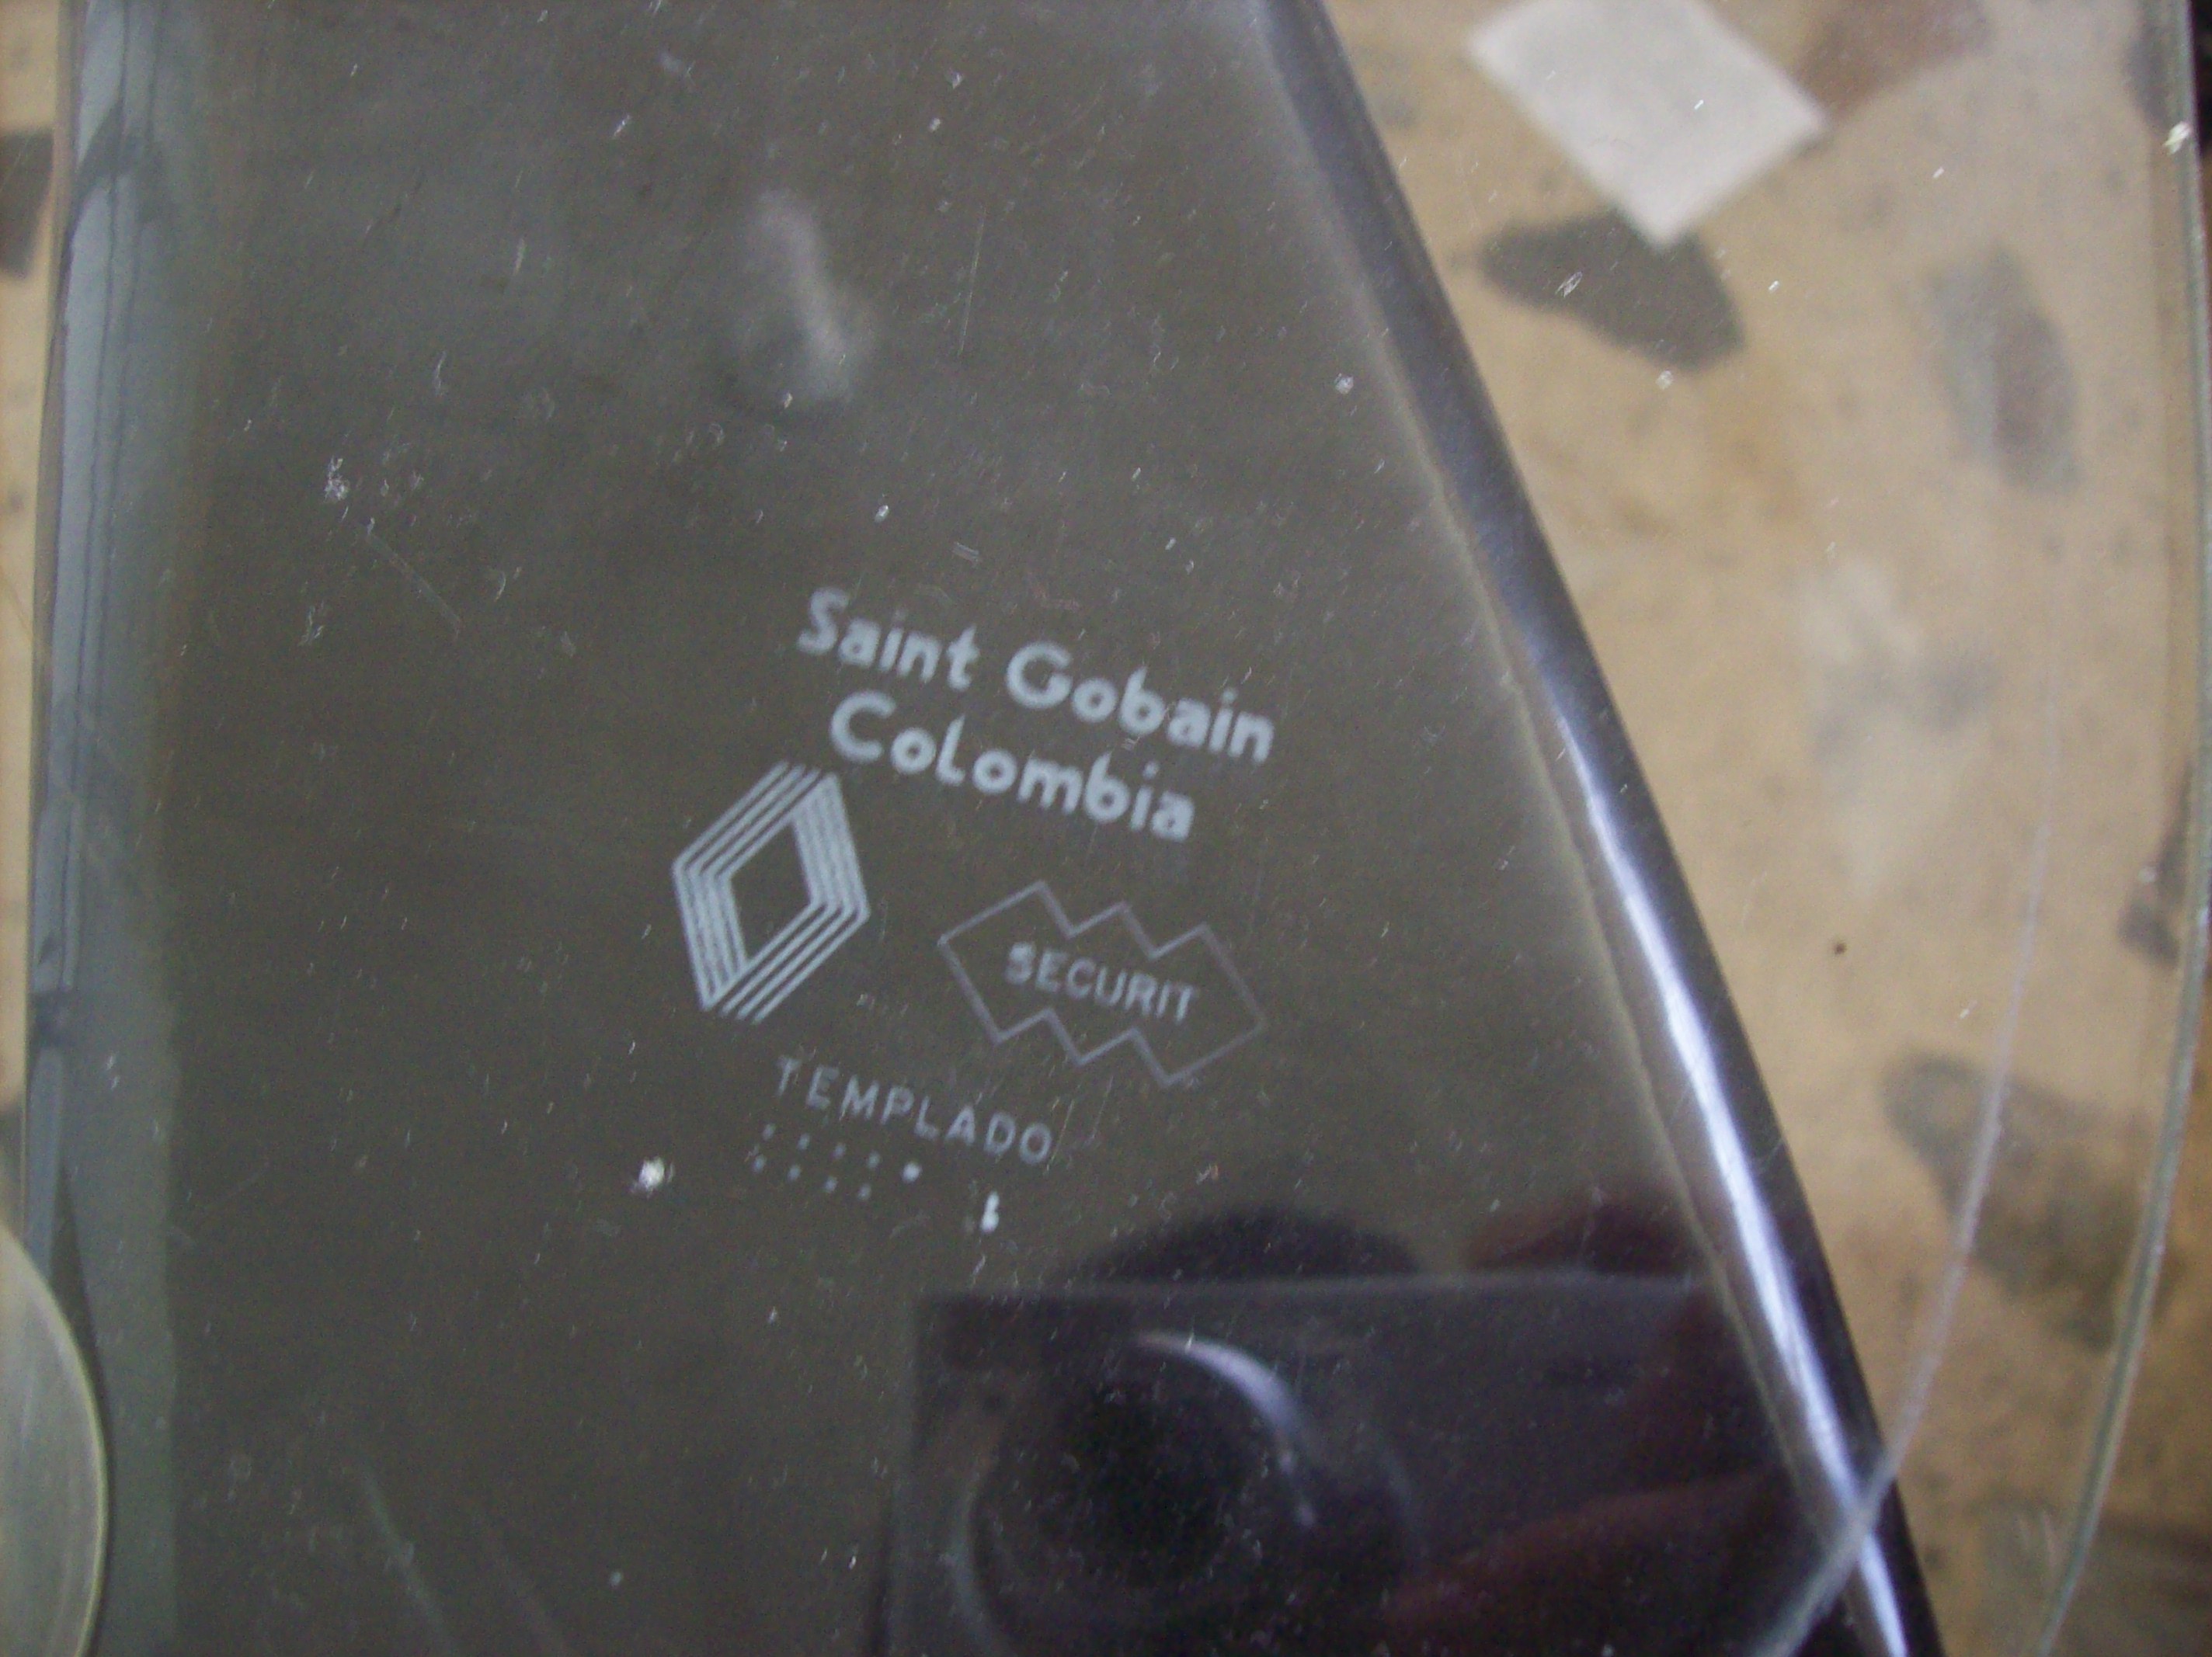 Saint Gobain
Colombia
SECURIT
TEMPLADO